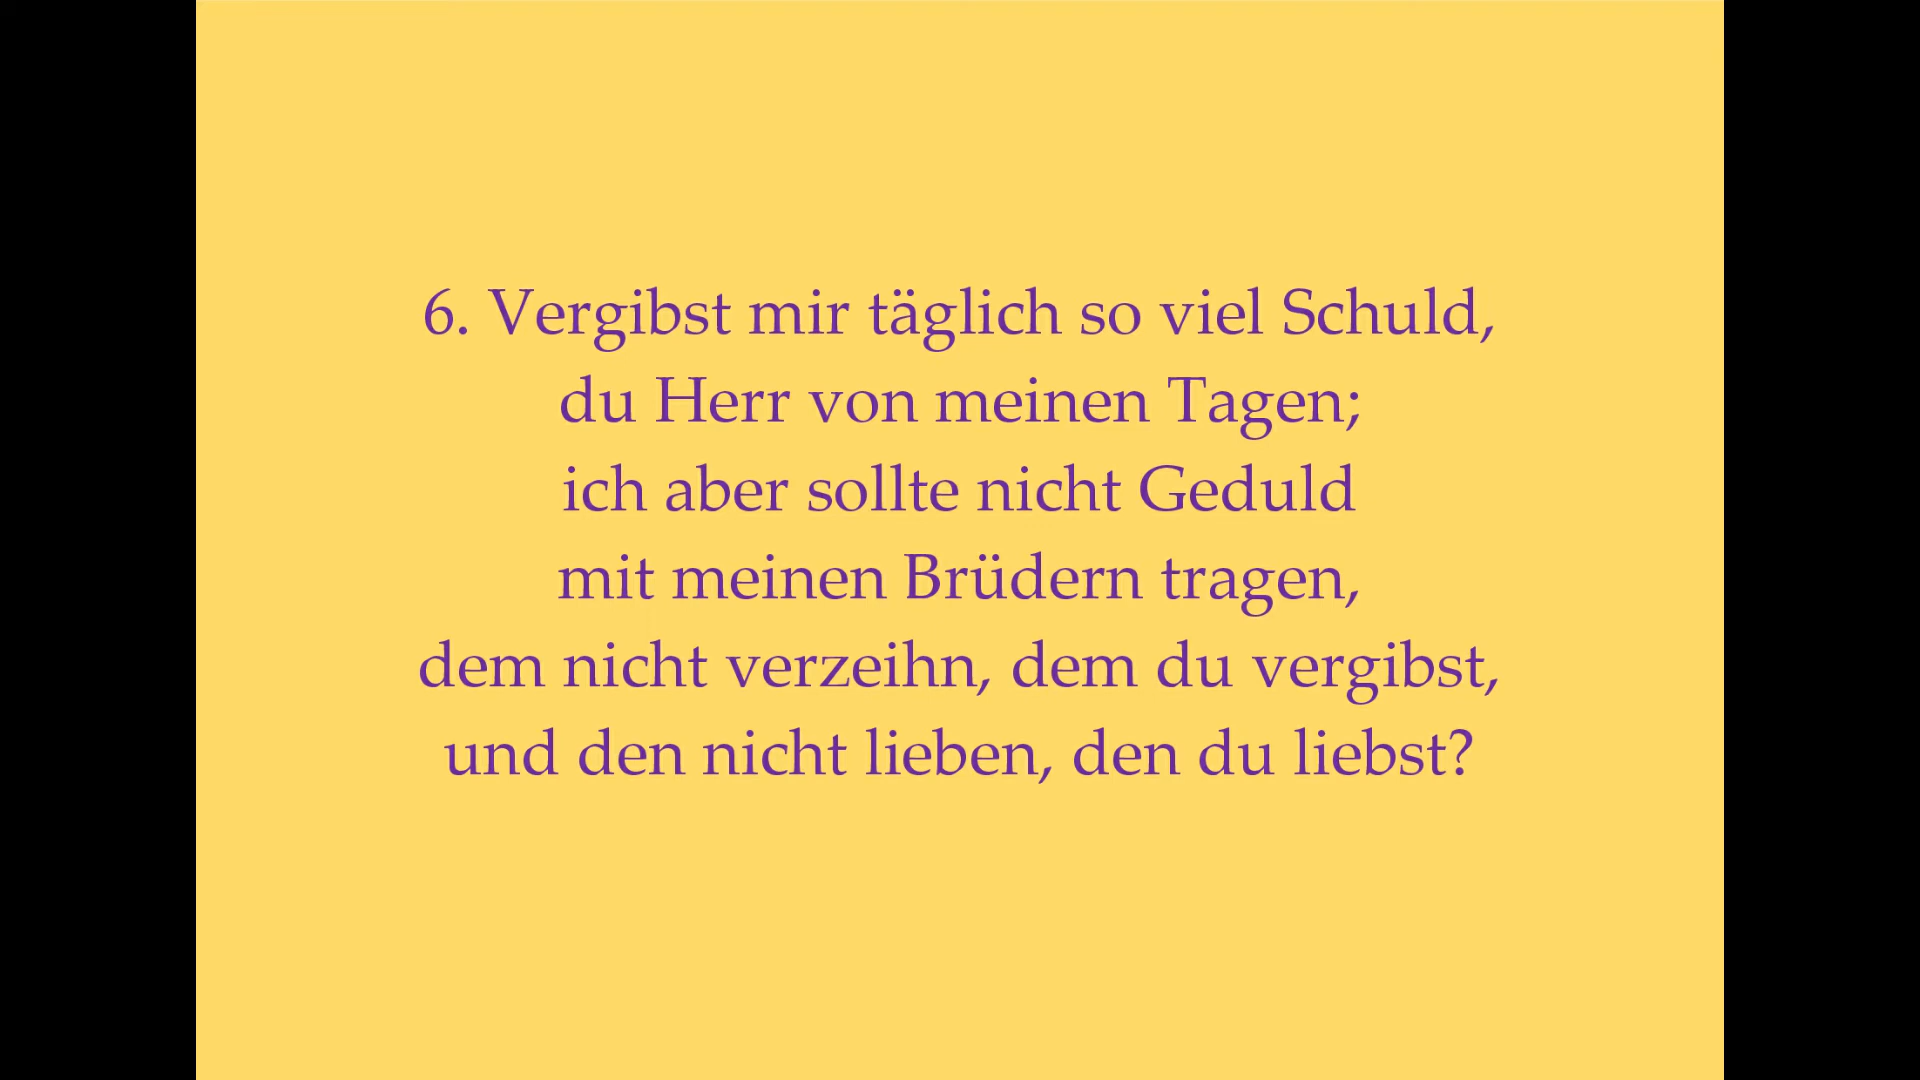 6. Vergibst mir täglich so viel Schuld,
du Herr von meinen Tagen;
ich aber sollte nicht Geduld
mit meinen Brüdern tragen,
dem nicht verzeihn, dem du vergibst,
und den nicht lieben, den du liebst?